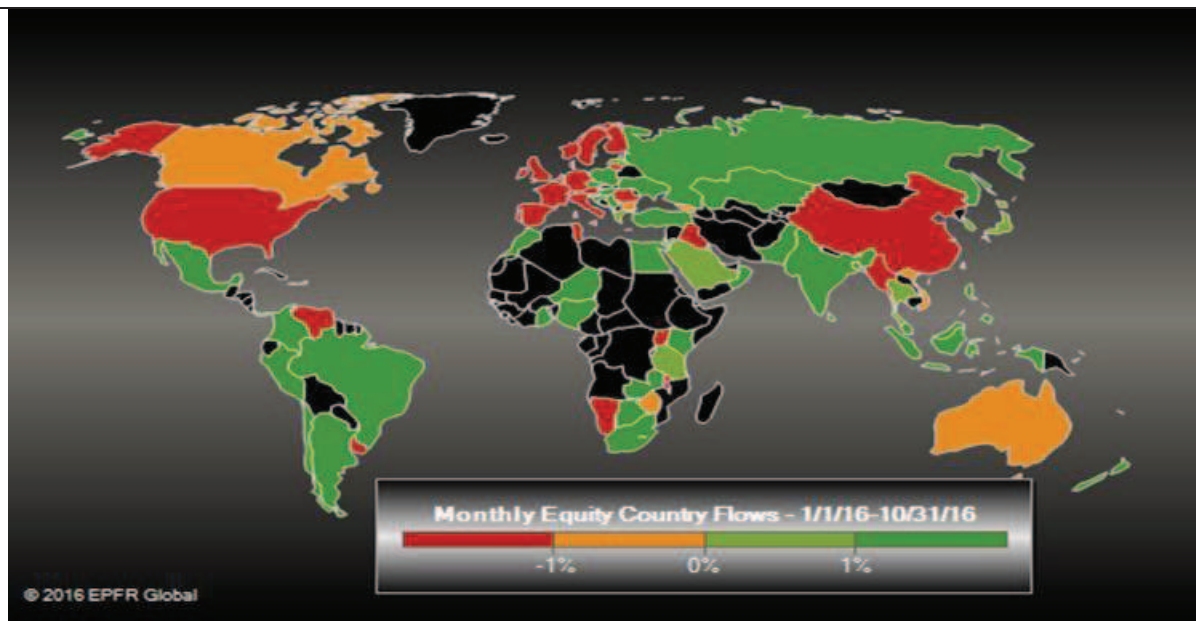 Monthly Equity Country Flows - 1/1/16-10/31/16
-1% 0% 1%
© 2016 EPFR Global